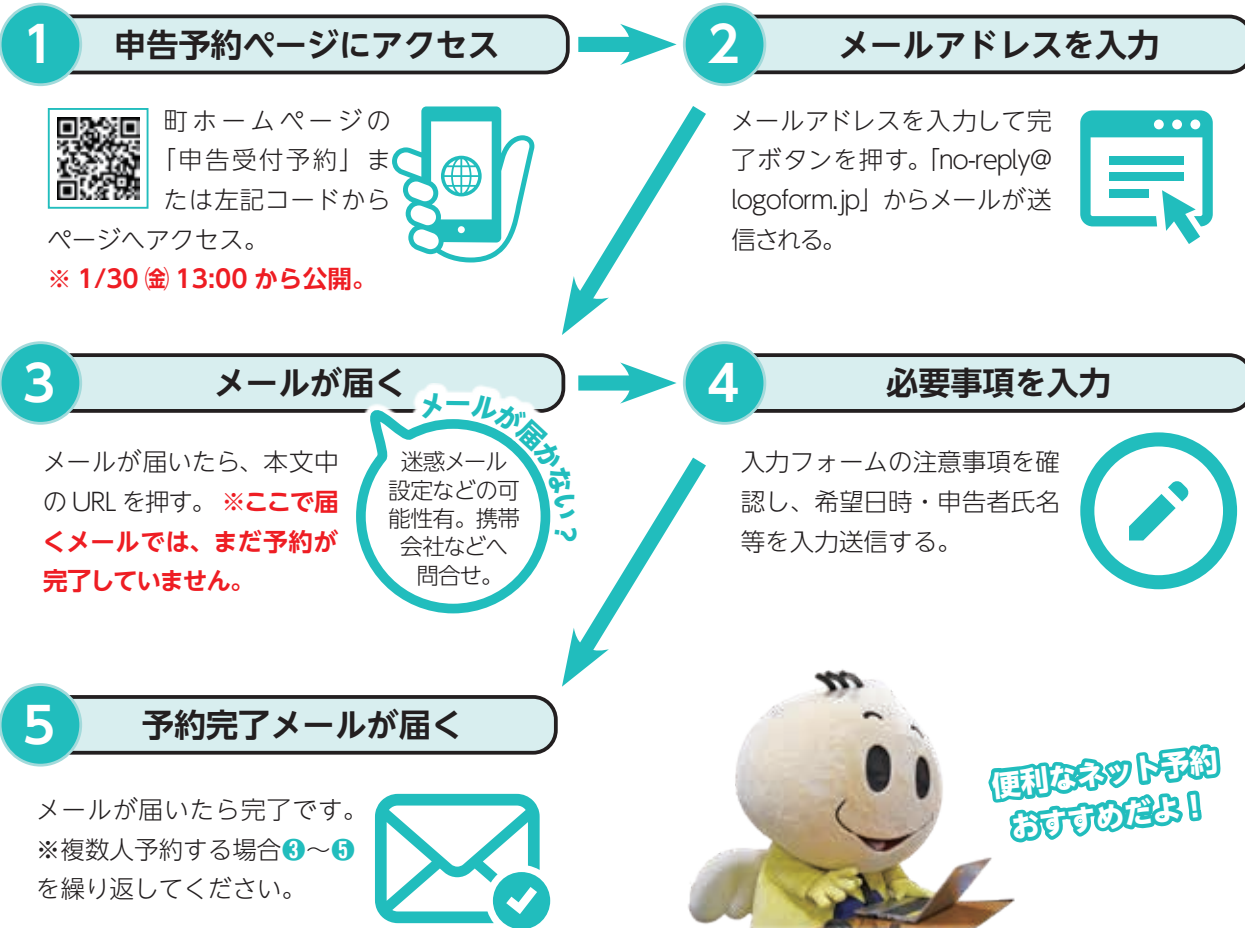 1
申告予約ページにアクセス
町ホームページの
「申告受付予約」ま
たは左記コードから
ページへアクセス。
※ 1/30 ㈮ 13:00 から公開。
2
メールアドレスを入力
メールアドレスを入力して完
了ボタンを押す。「no-reply@
logoform.jp」からメールが送
信される。
3
メールが届く
メールが届いたら、本文中
の URL を押す。 ※ここで届
くメールでは、まだ予約が
完了していません。
メールが届かない?
迷惑メール
設定などの可
能性有。携帯
会社などへ
問合せ。
4
必要事項を入力
入力フォームの注意事項を確
認し、希望日時・申告者氏名
等を入力送信する。
5
予約完了メールが届く
メールが届いたら完了です。
※複数人予約する場合❸～❺
を繰り返してください。
便利なネット予約
おすすめだよ!